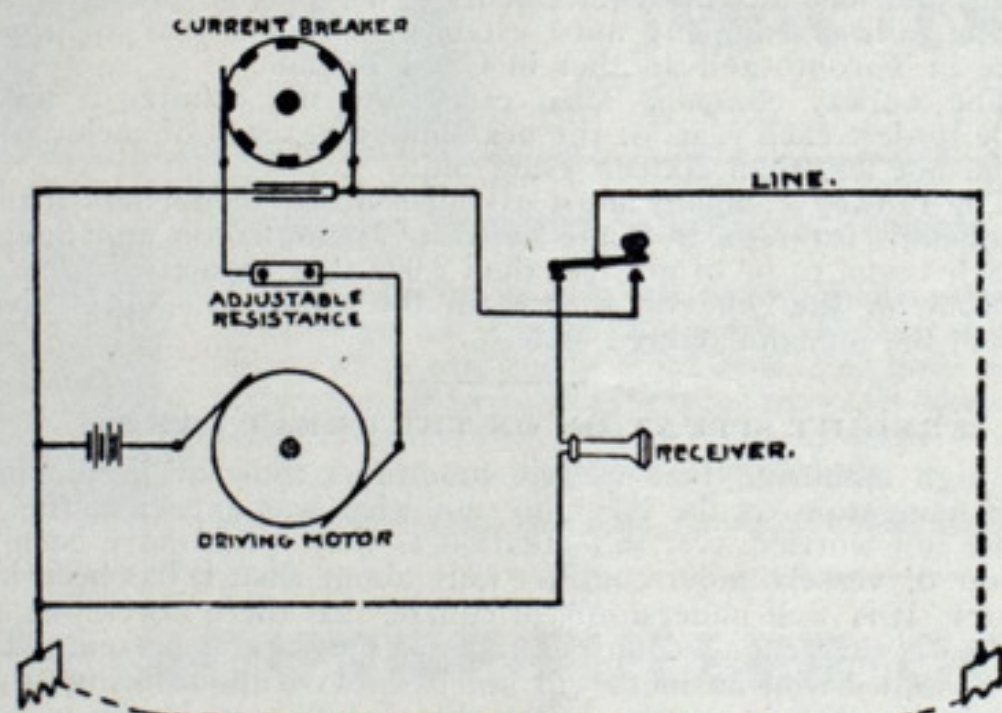 CURRENT BREAKER
LINE.
ADJUSTABLE
RESISTANCE
RECEIVER.
DRIVING MOTOR